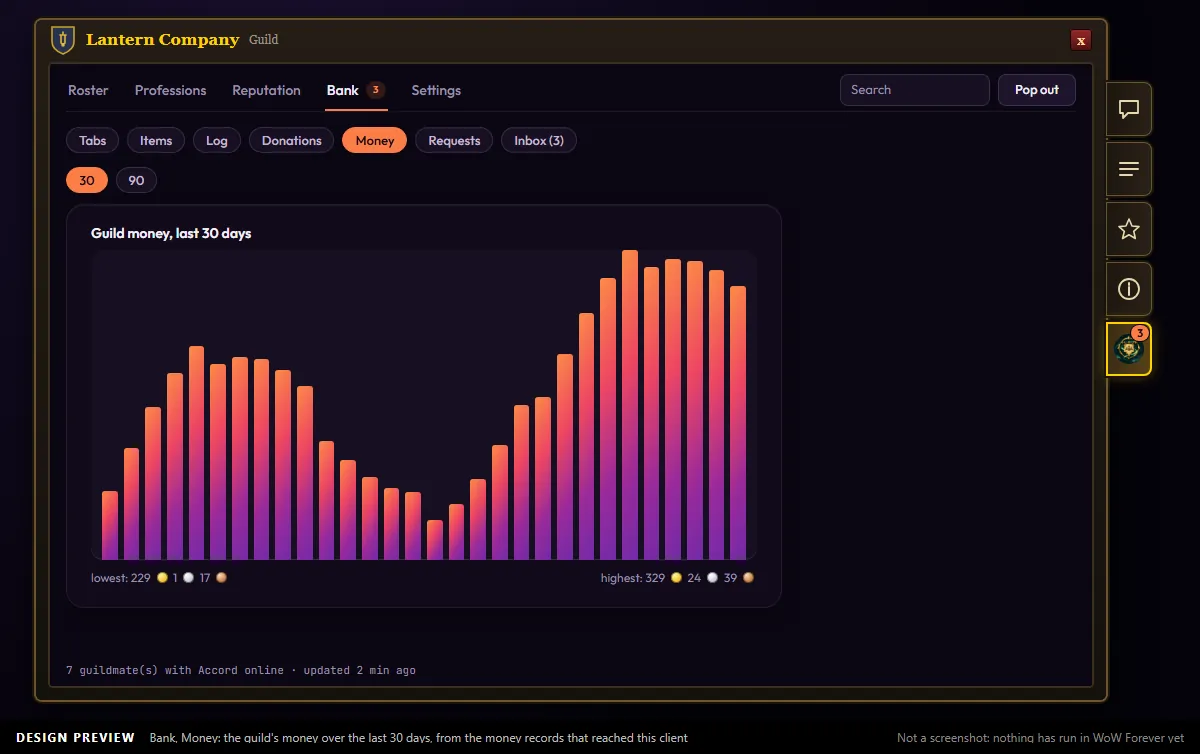 Lantern Company Guild
x
Roster Professions Reputation Bank 3 Settings Search Pop out
Tabs Items Log Donations Money Requests Inbox (3)
30 90
Guild money, last 30 days
3
lowest: 229 1 17 highest: 329 24 39
7 guildmate(s) with Accord online · updated 2 min ago
DESIGN PREVIEW Bank, Money: the guild's money over the last 30 days, from the money records that reached this client Not a screenshot: nothing has run in WoW Forever yet